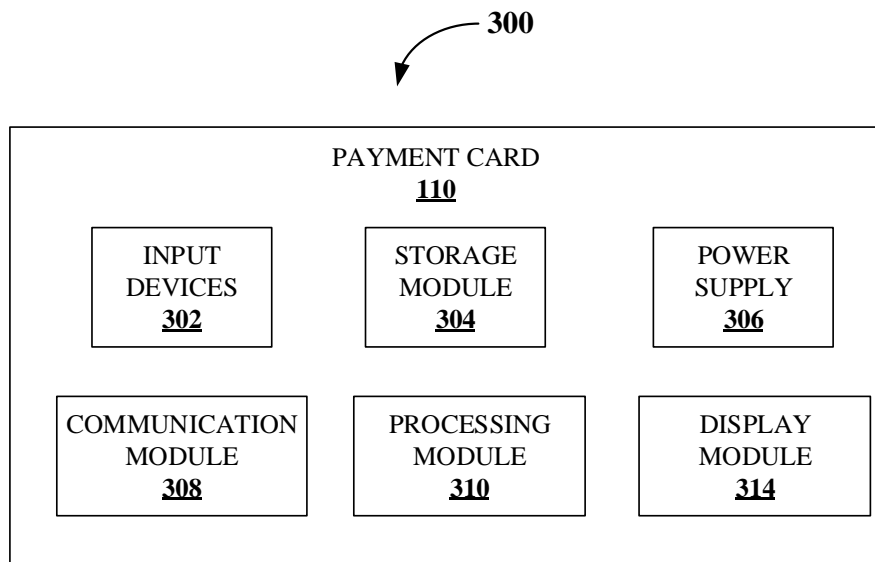 300
PAYMENT CARD
110
INPUT
DEVICES
302
STORAGE
MODULE
304
POWER
SUPPLY
306
COMMUNICATION
MODULE
308
PROCESSING
MODULE
310
DISPLAY
MODULE
314